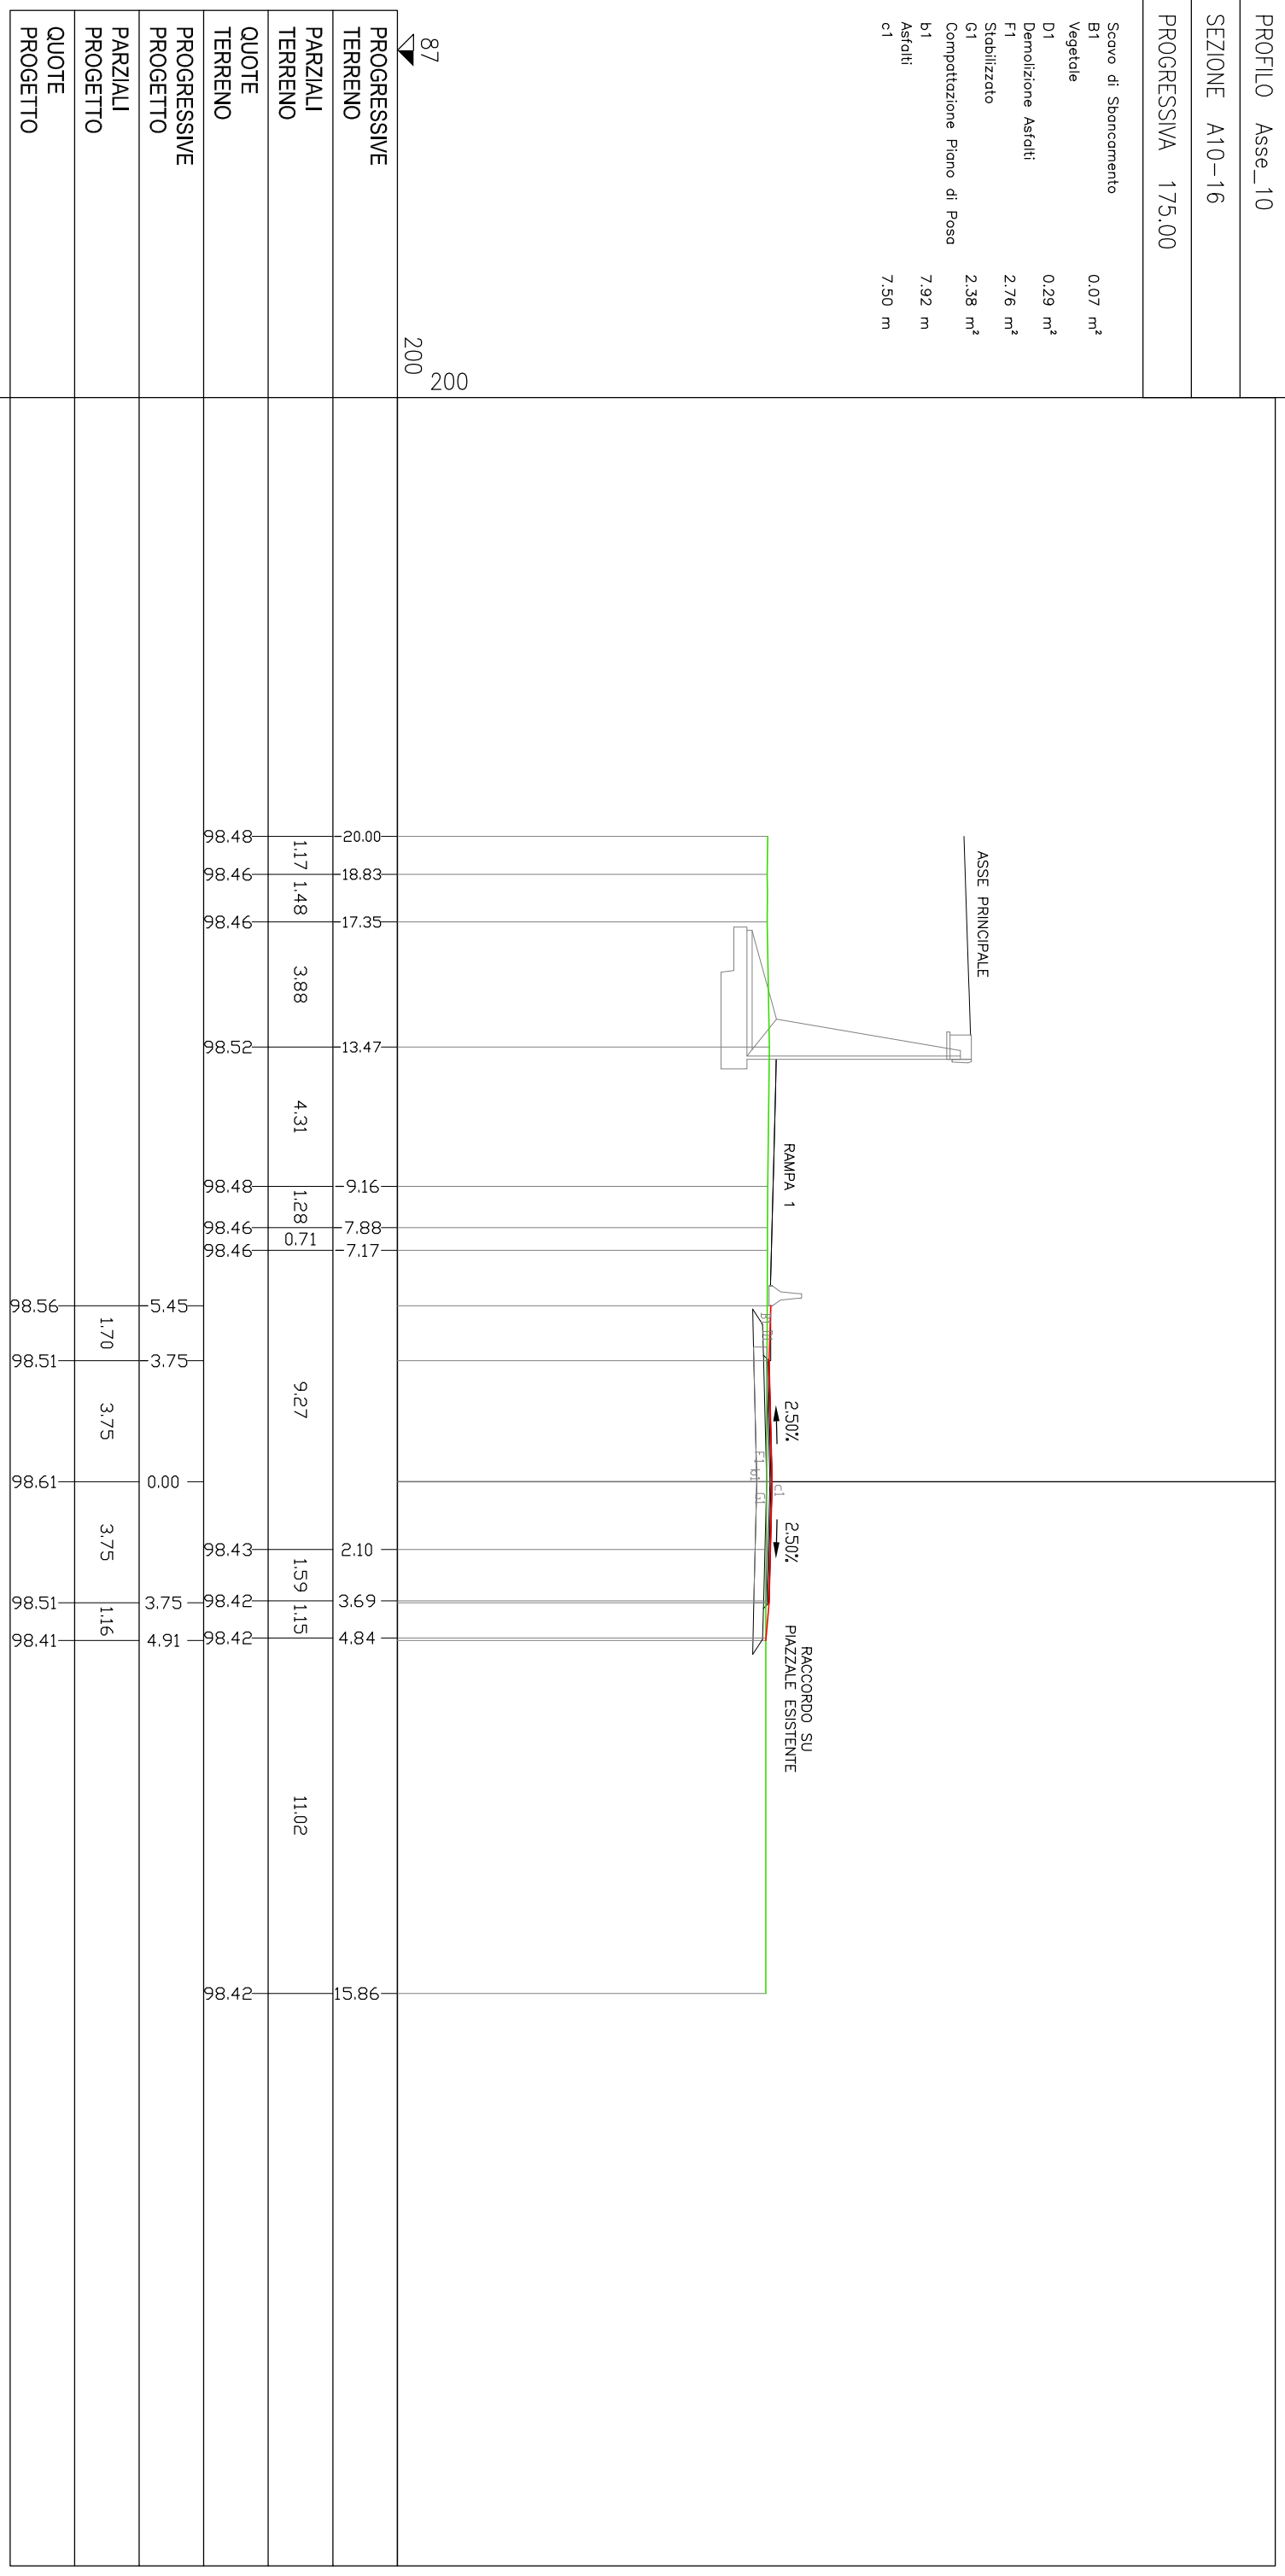 PROFILO Asse_10
SEZIONE A10-16
PROGRESSIVA 175.00
Scavo di Sbancamento
B1 0.07 m²
Vegetale
D1 0.29 m²
Demolizione Asfalti
F1 2.76 m²
Stabilizzato
G1 2.38 m²
Compattazione Piano di Posa
b1 7.92 m
Asfalti
c1 7.50 m
ASSE PRINCIPALE
RAMPA 1
2.50%
2.50%
RACCORDO SU
PIAZZALE ESISTENTE
B1
D1
F1
b1
G1
c1
87
200
200
PROGRESSIVE
TERRENO
-20.00
-18.83
-17.35
-13.47
-9.16
-7.88
-7.17
2.10
3.69
4.84
15.86
PARZIALI
TERRENO
1.17
1.48
3.88
4.31
1.28
0.71
9.27
1.59
1.15
11.02
QUOTE
TERRENO
98.48
98.46
98.46
98.52
98.48
98.46
98.46
98.43
98.42
98.42
98.42
PROGRESSIVE
PROGETTO
-5.45
-3.75
0.00
3.75
4.91
PARZIALI
PROGETTO
1.70
3.75
3.75
1.16
QUOTE
PROGETTO
98.56
98.51
98.61
98.51
98.41